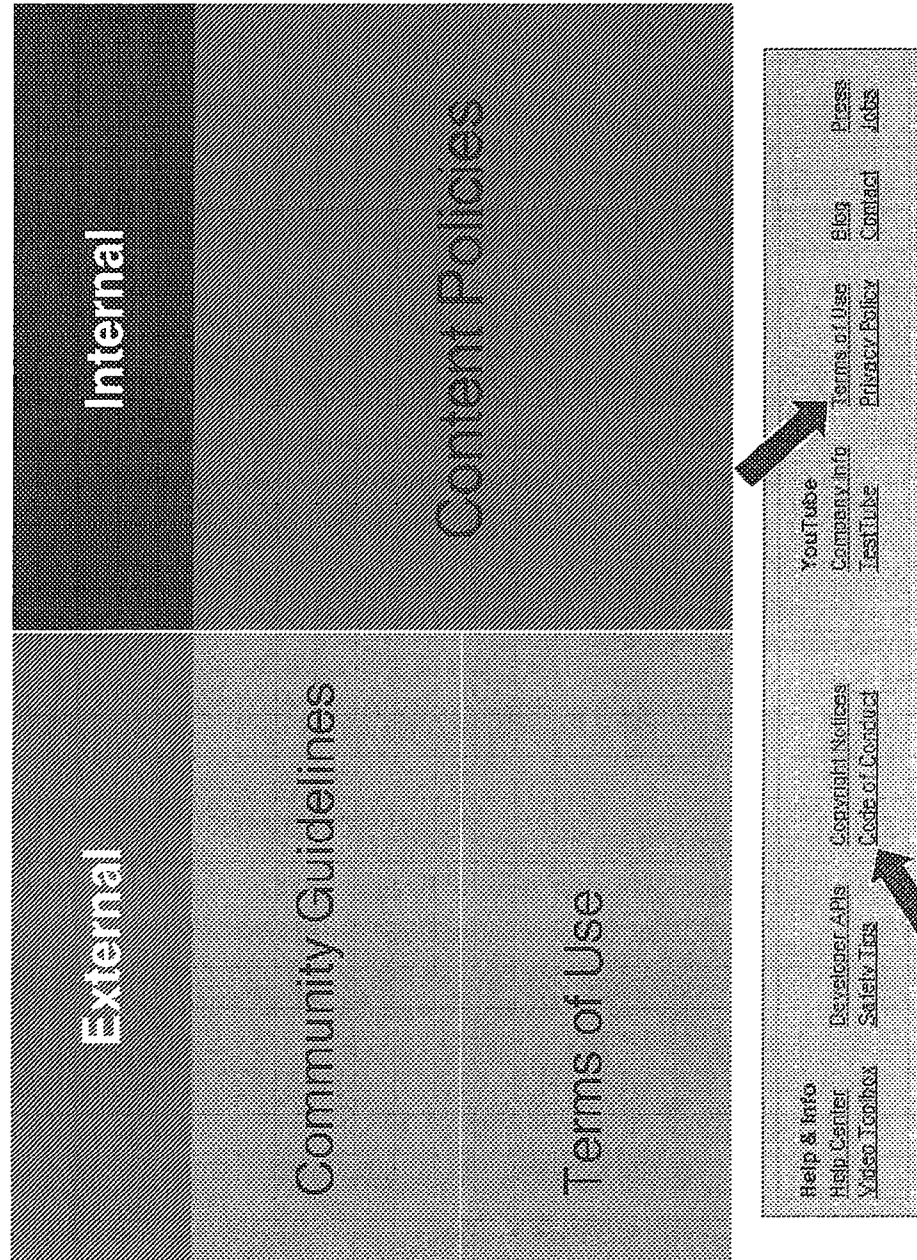 External Internal
Community Guidelines Content Policies
Terms of Use
Help & Info YouTube
Help Center Developer APIs Copyright Notices Company Info Terms of Use Blog Press
Video Toolbox Safety Tips Code of Conduct TestTube Privacy Policy Contact Jobs